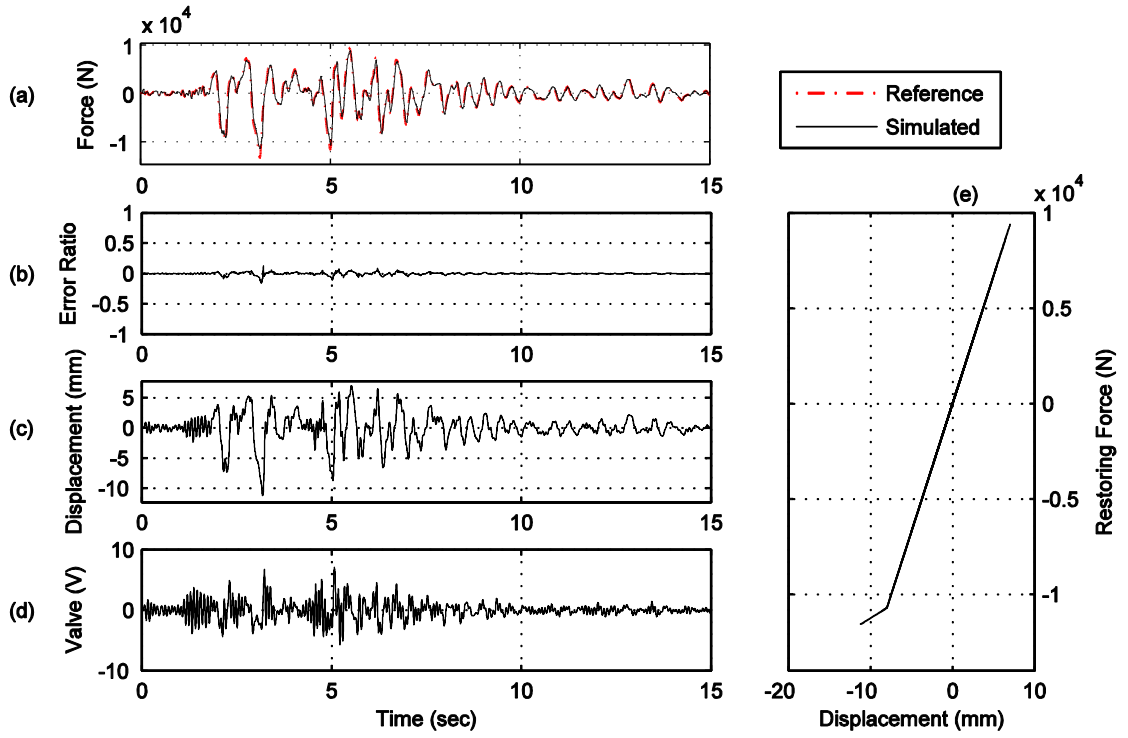 x 10^4
1
0
-1
(a)
Force (N)
0 5 10 15
Reference
Simulated
1
0.5
0
-0.5
-1
(b)
Error Ratio
0 5 10 15
5
0
-5
-10
(c)
Displacement (mm)
0 5 10 15
10
0
-10
(d)
Valve (V)
0 5 10 15
Time (sec)
(e)
x 10^4
1
0.5
0
-0.5
-1
Restoring Force (N)
-20 -10 0 10
Displacement (mm)